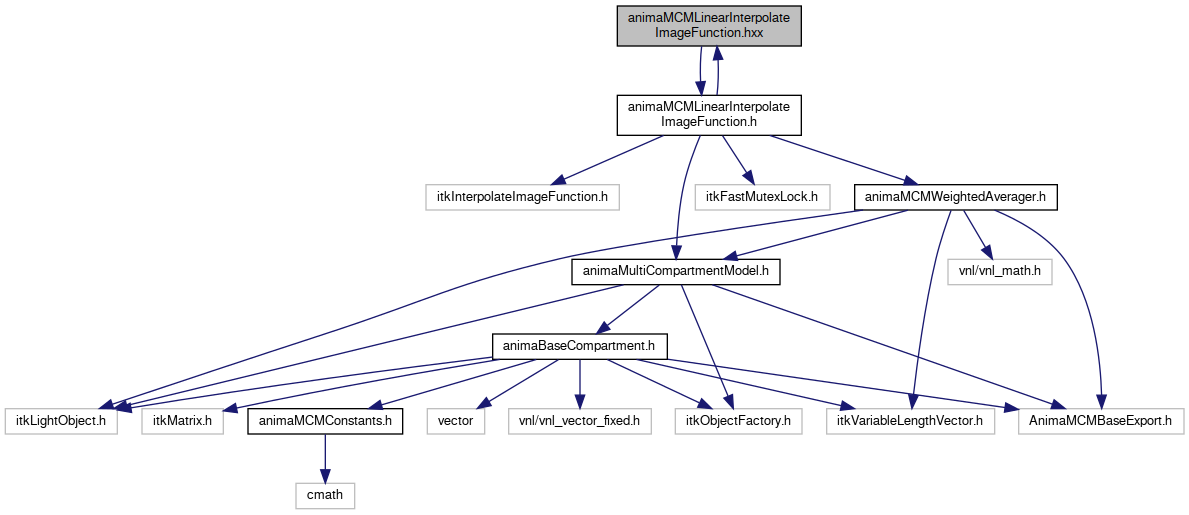 animaMCMLinearInterpolate
ImageFunction.hxx
animaMCMLinearInterpolate
ImageFunction.h
itkInterpolateImageFunction.h
itkFastMutexLock.h
animaMCMWeightedAverager.h
animaMultiCompartmentModel.h
vnl/vnl_math.h
animaBaseCompartment.h
itkLightObject.h
itkMatrix.h
animaMCMConstants.h
vector
vnl/vnl_vector_fixed.h
itkObjectFactory.h
itkVariableLengthVector.h
AnimaMCMBaseExport.h
cmath